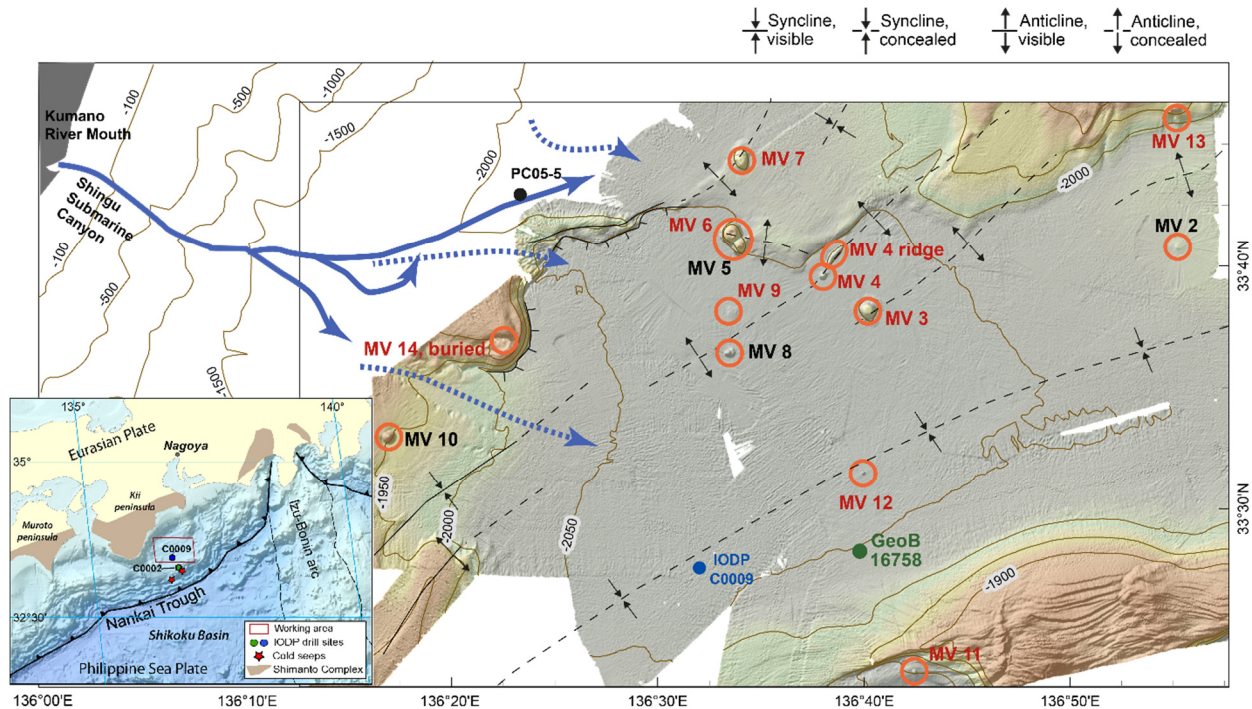 Syncline,
visible
Syncline,
concealed
Anticline,
visible
Anticline,
concealed
Kumano
River Mouth
-100
-500
-1000
-1500
-2000
PC05-5
Shingu
Submarine
Canyon
-100
-500
-1500
MV 7
MV 13
-2000
MV 6
MV 5
MV 4 ridge
MV 2
MV 4
MV 9
MV 3
MV 14, buried
MV 8
MV 10
MV 12
-1950
-2000
-2050
GeoB
16758
IODP
C0009
-1900
MV 11
33°40'
33°30'
135°
140°
Eurasian Plate
Nagoya
35°
Kii
peninsula
Muroto
peninsula
C0009
C0002
Izu-Bonin arc
Nankai Trough
32°30'
Shikoku Basin
Philippine Sea Plate
Working area
IODP drill sites
Cold seeps
Shimanto Complex
136°00'E
136°10'E
136°20'E
136°30'E
136°40'E
136°50'E